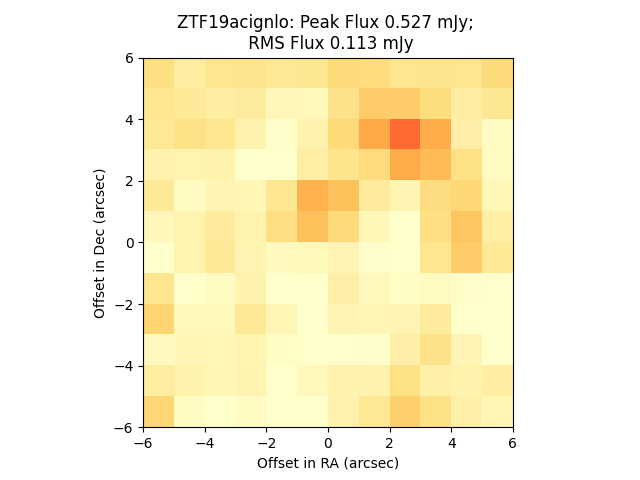 ZTF19acignlo: Peak Flux 0.527 mJy;
RMS Flux 0.113 mJy
6
4
2
0
−2
−4
−6
Offset in Dec (arcsec)
−6 −4 −2 0 2 4 6
Offset in RA (arcsec)